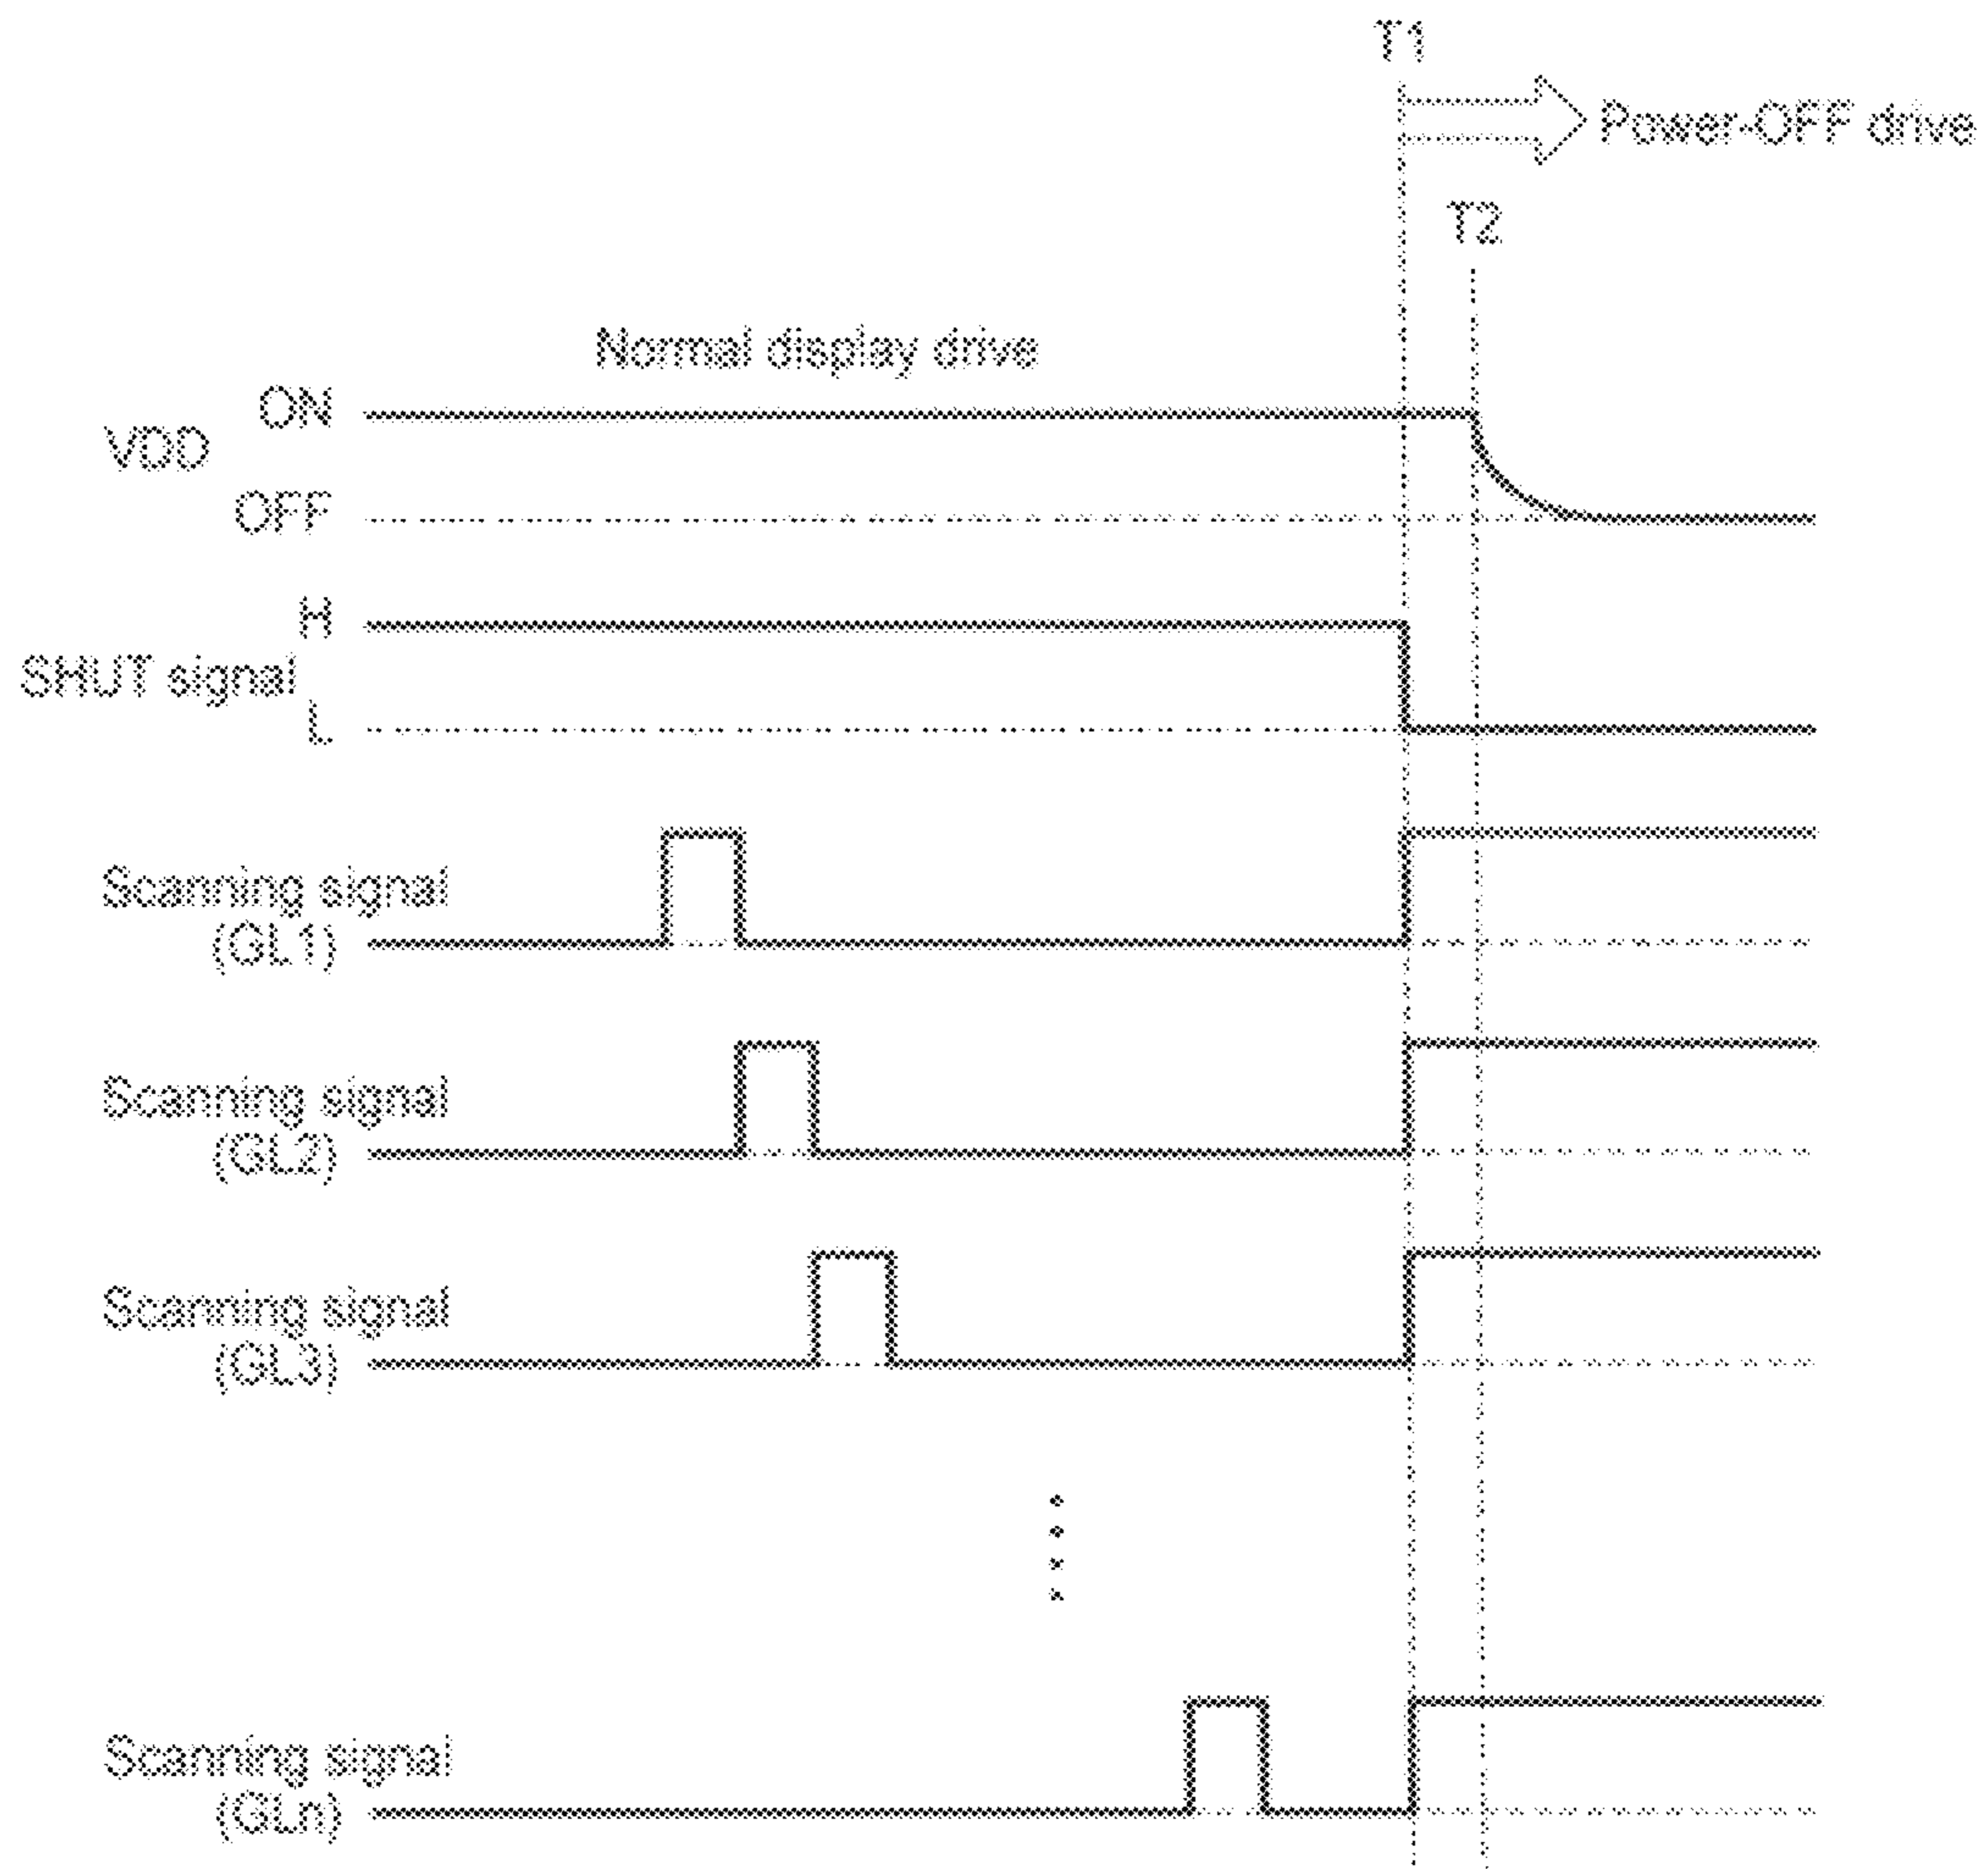 T1
Power-OFF drive
T2
Normal display drive
ON
VDD
OFF
H
SHUT signal
L
Scanning signal
(GL1)
Scanning signal
(GL2)
Scanning signal
(GL3)
Scanning signal
(GLn)